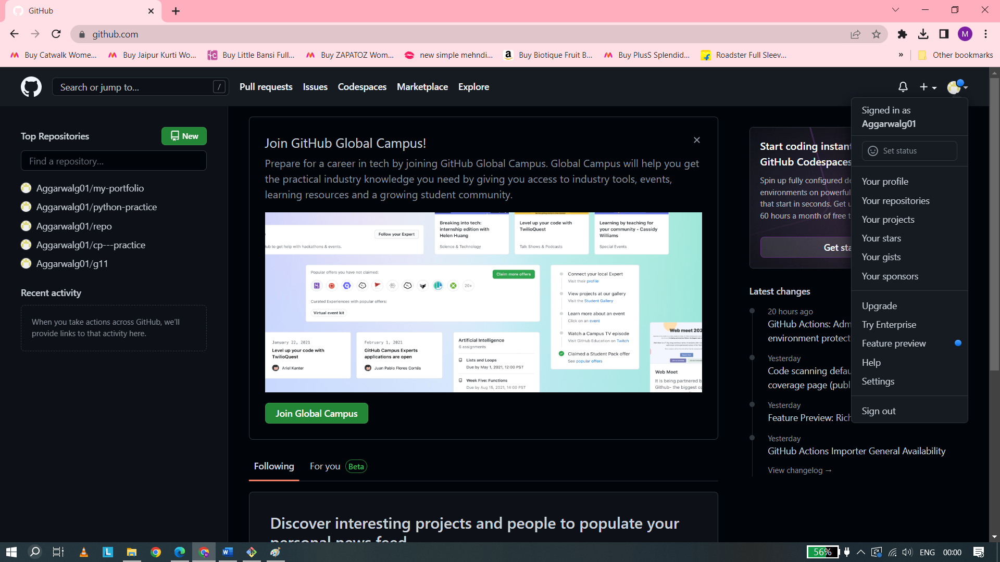 GitHub
github.com
M
Buy Catwalk Wome...
Buy Jaipur Kurti Wo...
Buy Little Bansi Full...
Buy ZAPATOZ Wom...
new simple mehndi...
Buy Biotique Fruit B...
Buy PlusS Splendid...
Roadster Full Sleev...
»
Other bookmarks
Search or jump to...
/
Pull requests
Issues
Codespaces
Marketplace
Explore
Top Repositories
New
Find a repository...
Aggarwalg01/my-portfolio
Aggarwalg01/python-practice
Aggarwalg01/repo
Aggarwalg01/cp---practice
Aggarwalg01/g11
Recent activity
When you take actions across GitHub, we'll
provide links to that activity here.
Join GitHub Global Campus!
Prepare for a career in tech by joining GitHub Global Campus. Global Campus will help you get
the practical industry knowledge you need by giving you access to industry tools, events,
learning resources and a growing student community.
Follow your Expert
to get help with hackathons & events.
Breaking into tech:
internship edition with
Helen Huang
Science & Technology
Level up your code with
TwilioQuest
Talk Shows & Podcasts
Learning by teaching for
your community - Cassidy
Williams
Special Events
Popular offers you have not claimed:
Claim more offers
20+
Curated Experiences with popular offers:
Virtual event kit
Connect your local Expert
Visit their profile
View projects at our gallery
Visit the Student Gallery
Learn more about an event
Click on an event
Watch a Campus TV episode
Visit GitHub Education on Twitch
Claimed a Student Pack offer
See popular offers
January 22, 2021
Level up your code with
TwilioQuest
Ariel Kanter
February 1, 2021
GitHub Campus Experts
applications are open
Juan Pablo Flores Cortés
Artificial Intelligence
6 assignments
Lists and Loops
Due by May 1, 2021, 12:00 PST
Week Five: Functions
Due by Aug 15, 2021, 14:00 PST
Web meet 202
Web Meet
It is being partnered b
Github- the biggest o
Join Global Campus
Following
For you
Beta
Discover interesting projects and people to populate your
personal news feed
Start coding instan
GitHub Codespaces
Spin up fully configured de
environments on powerful
that start in seconds. Get u
60 hours a month of free t
Get sta
Latest changes
20 hours ago
GitHub Actions: Adm
environment protect
Yesterday
Code scanning defau
coverage page (publ
Yesterday
Feature Preview: Rich
Yesterday
GitHub Actions Importer General Availability
View changelog →
Signed in as
Aggarwalg01
Set status
Your profile
Your repositories
Your projects
Your stars
Your gists
Your sponsors
Upgrade
Try Enterprise
Feature preview
Help
Settings
Sign out
56%
ENG
00:00